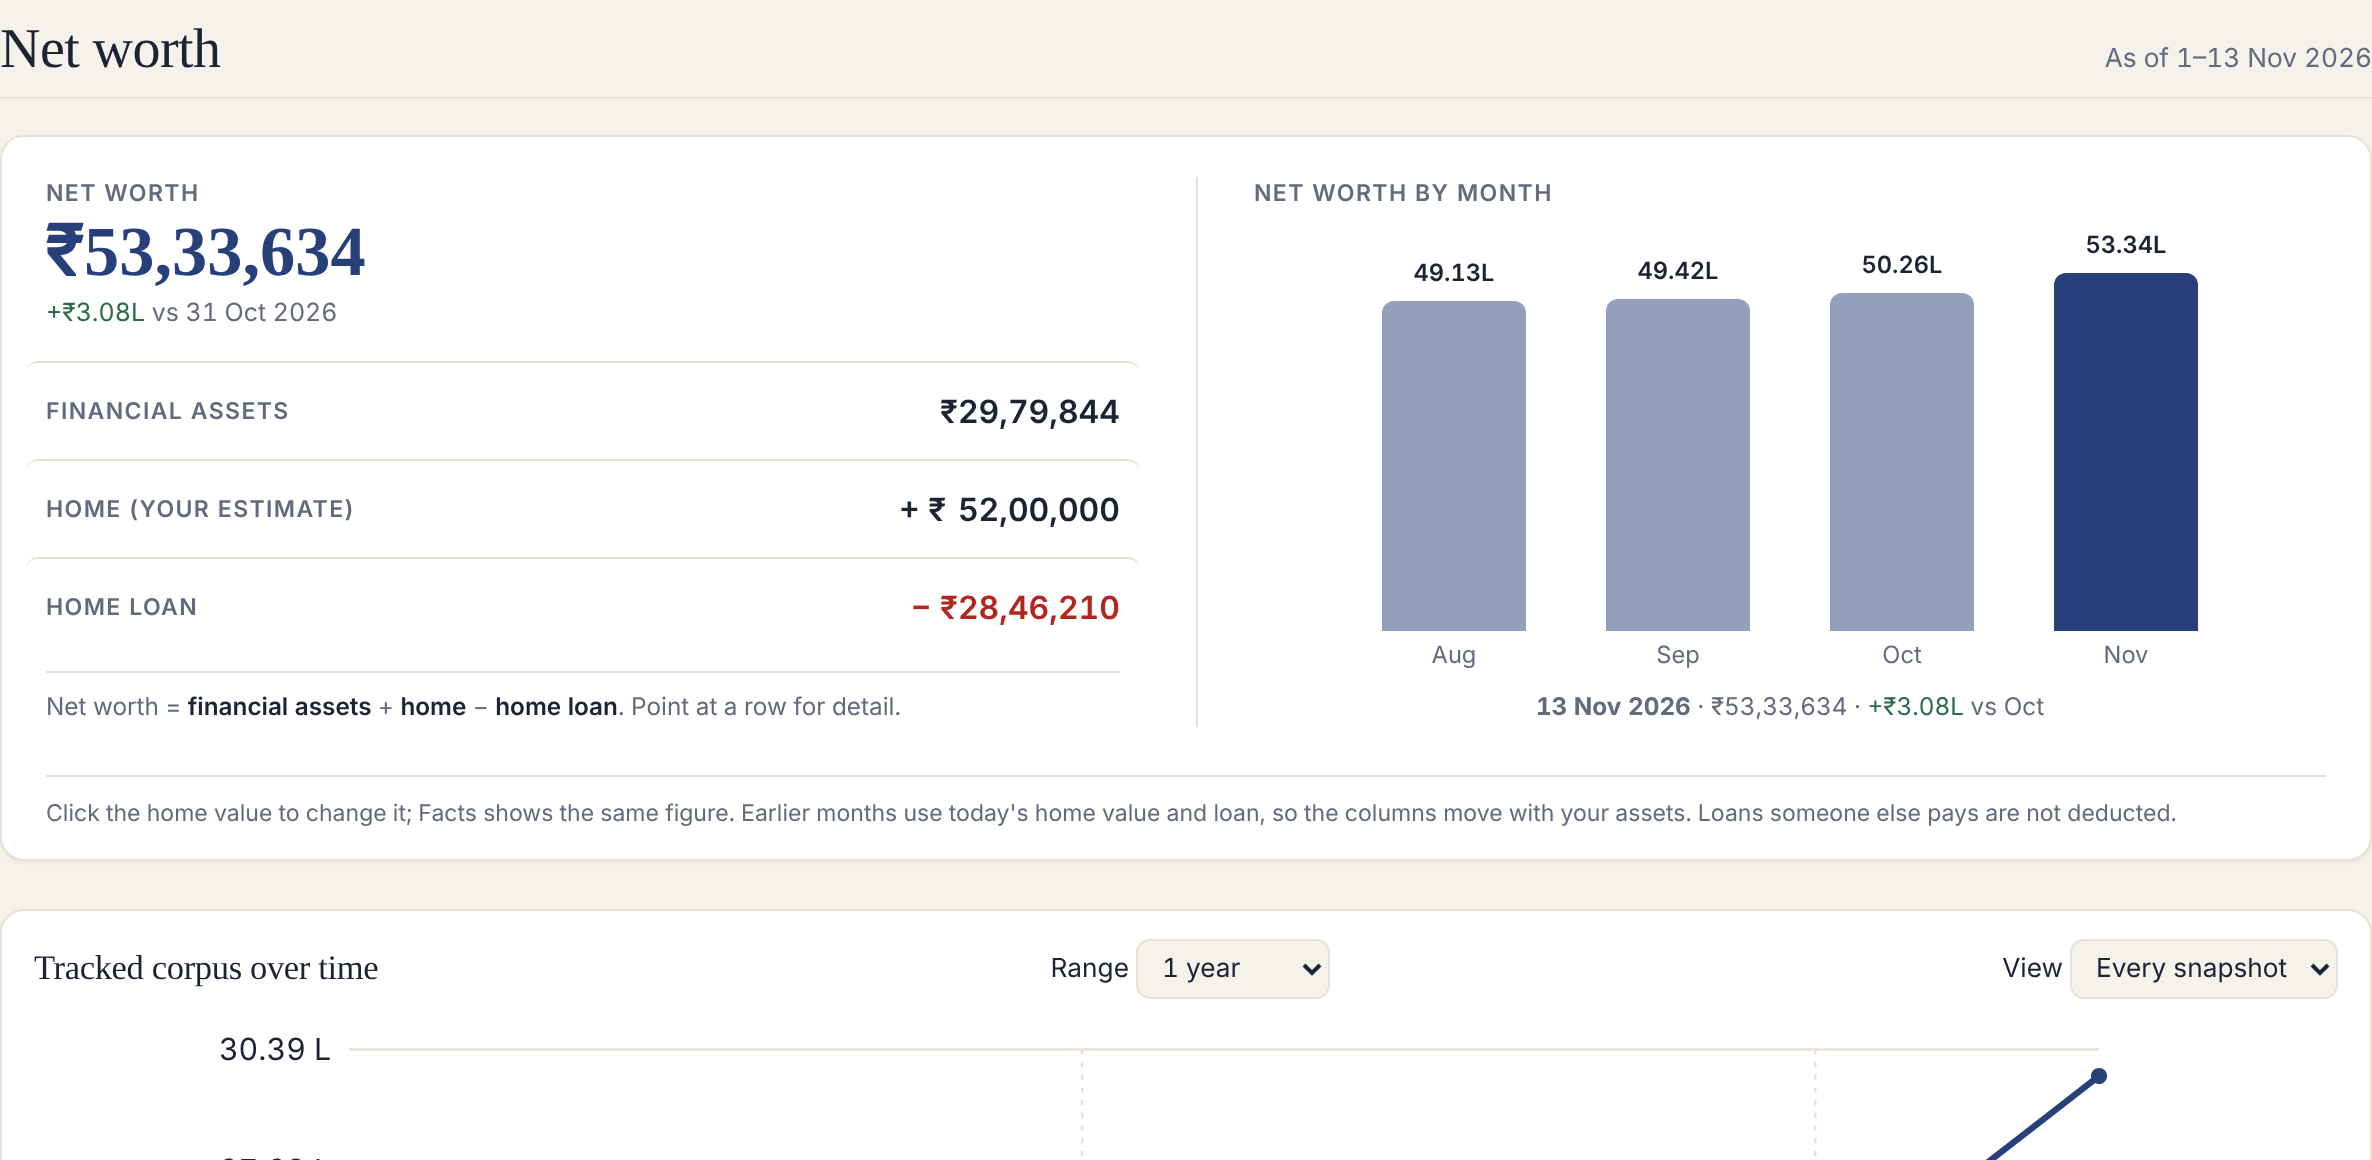 Net worth
As of 1–13 Nov 2026
NET WORTH
₹53,33,634
+₹3.08L vs 31 Oct 2026
FINANCIAL ASSETS ₹29,79,844
HOME (YOUR ESTIMATE) + ₹ 52,00,000
HOME LOAN − ₹28,46,210
Net worth = financial assets + home − home loan. Point at a row for detail.
NET WORTH BY MONTH
49.13L 49.42L 50.26L 53.34L
Aug Sep Oct Nov
13 Nov 2026 · ₹53,33,634 · +₹3.08L vs Oct
Click the home value to change it; Facts shows the same figure. Earlier months use today's home value and loan, so the columns move with your assets. Loans someone else pays are not deducted.
Tracked corpus over time
Range 1 year
View Every snapshot
30.39 L